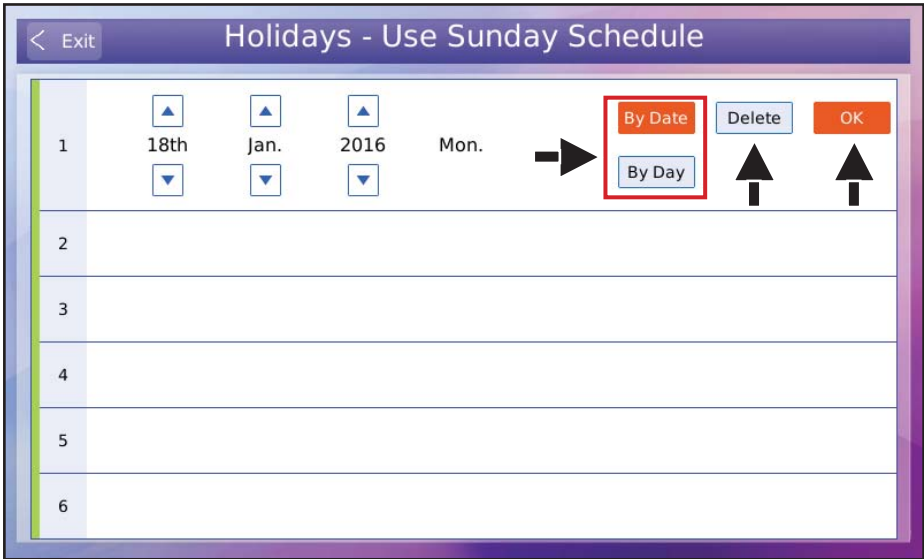 Exit
Holidays - Use Sunday Schedule
1 18th Jan. 2016 Mon. By Date Delete OK
By Day
2
3
4
5
6